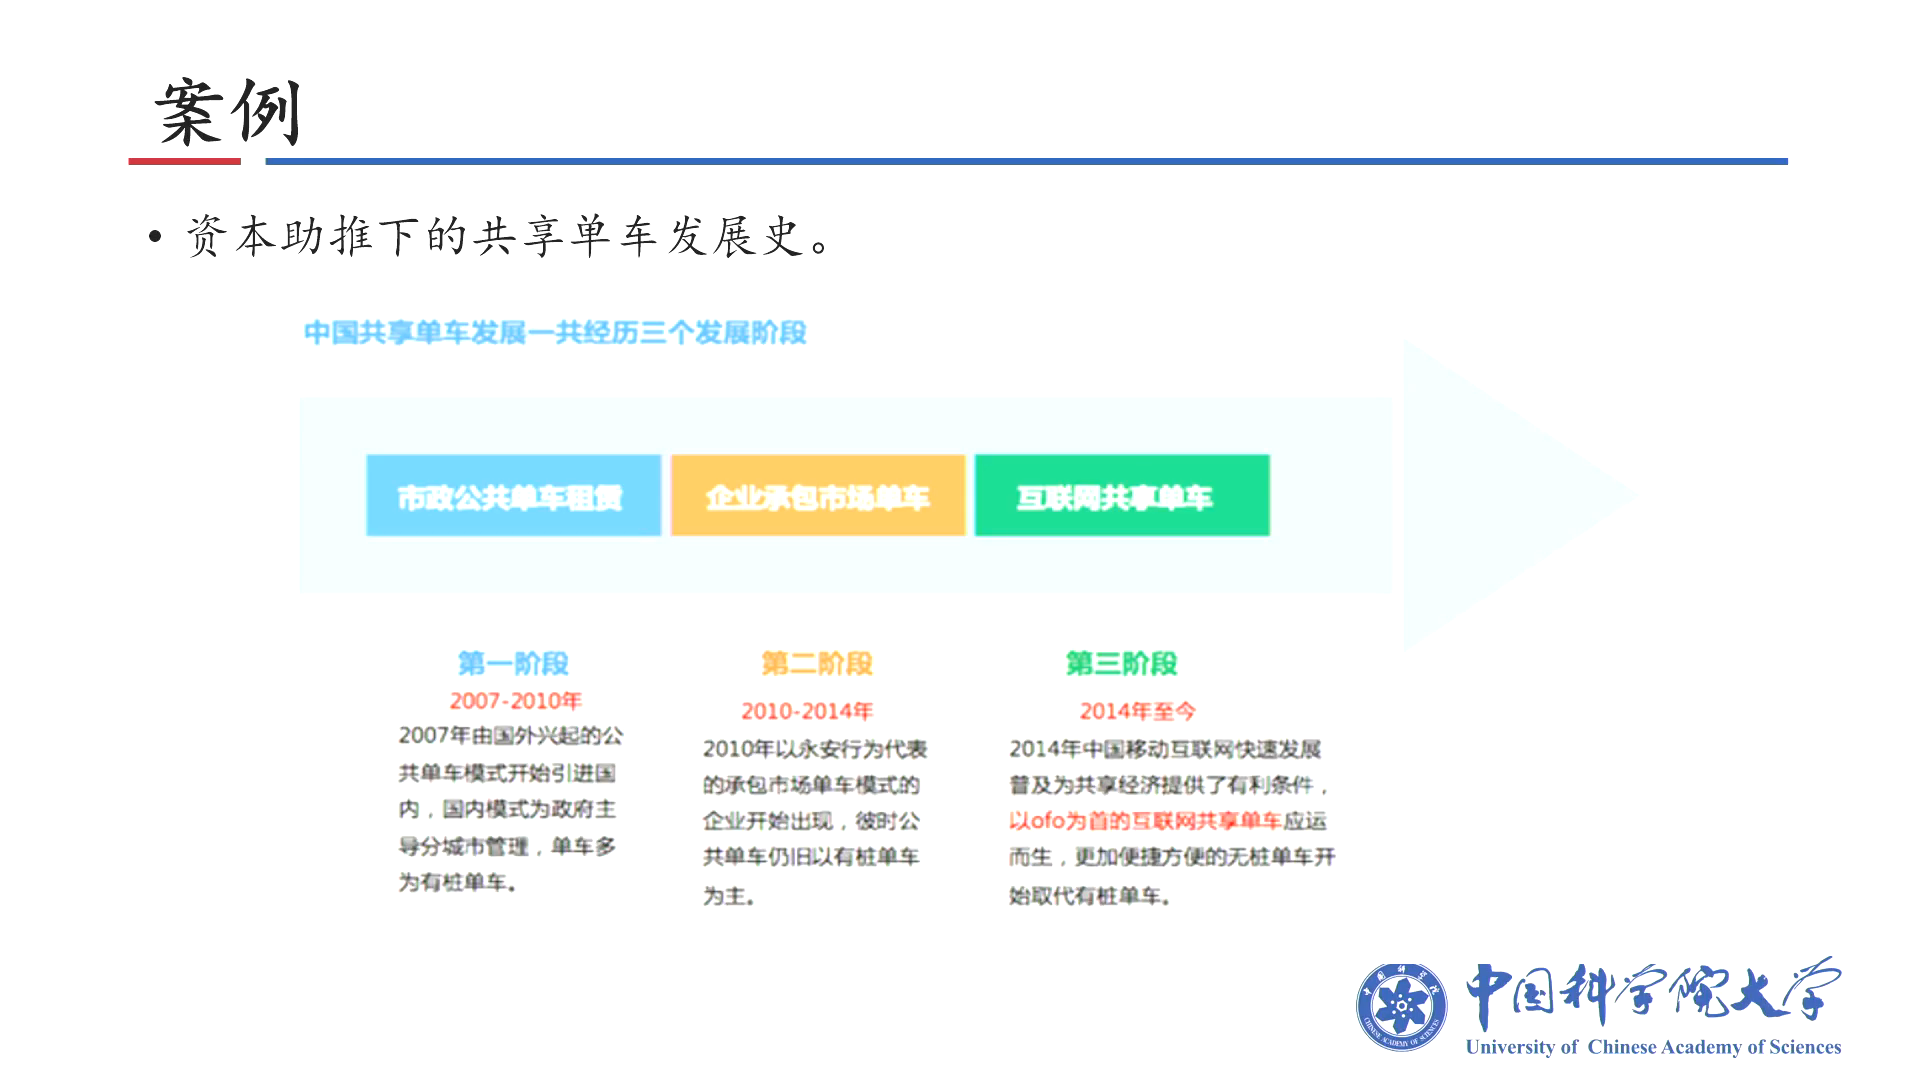 案例
• 资本助推下的共享单车发展史。
中国共享单车发展一共经历三个发展阶段
市政公共单车租赁
企业承包市场单车
互联网共享单车
第一阶段
2007-2010年
2007年由国外兴起的公
共单车模式开始引进国
内，国内模式为政府主
导分城市管理，单车多
为有桩单车。
第二阶段
2010-2014年
2010年以永安行为代表
的承包市场单车模式的
企业开始出现，彼时公
共单车仍旧以有桩单车
为主。
第三阶段
2014年至今
2014年中国移动互联网快速发展
普及为共享经济提供了有利条件，
以ofo为首的互联网共享单车应运
而生，更加便捷方便的无桩单车开
始取代有桩单车。
中国科学院
CHINESE ACADEMY OF SCIENCES
中国科学院大学
University of Chinese Academy of Sciences